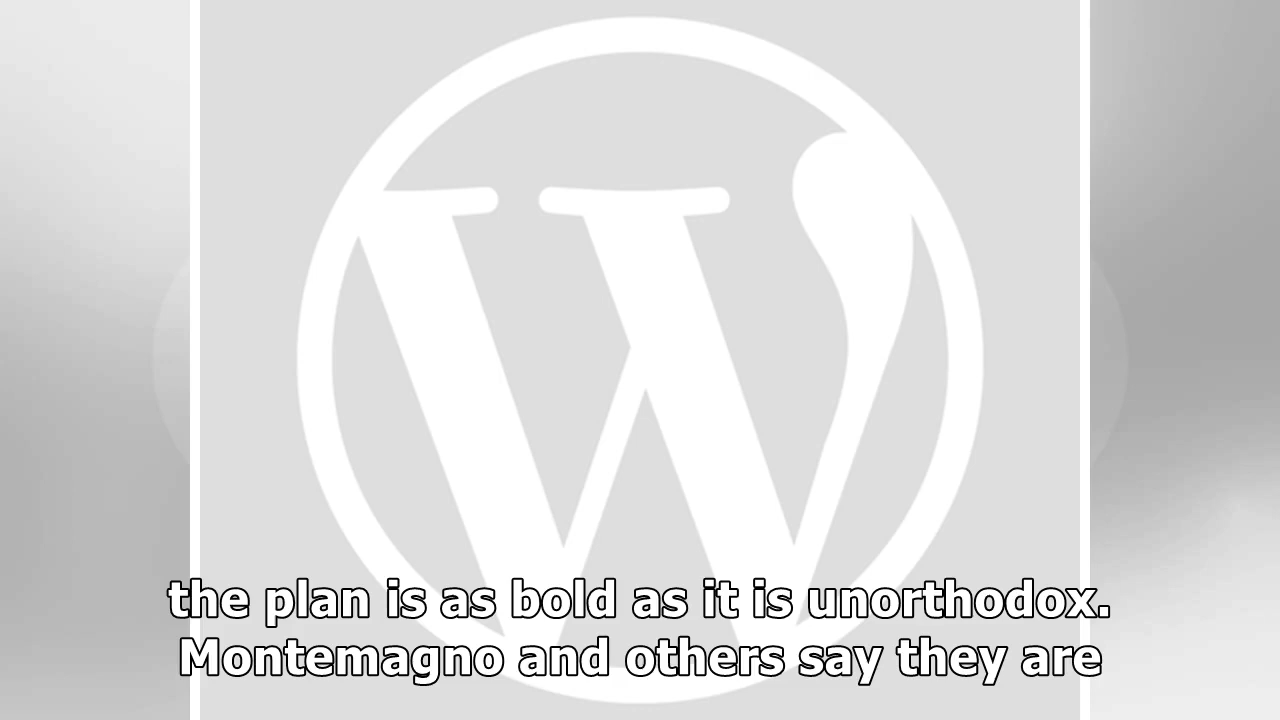 the plan is as bold as it is unorthodox.
Montemagno and others say they are